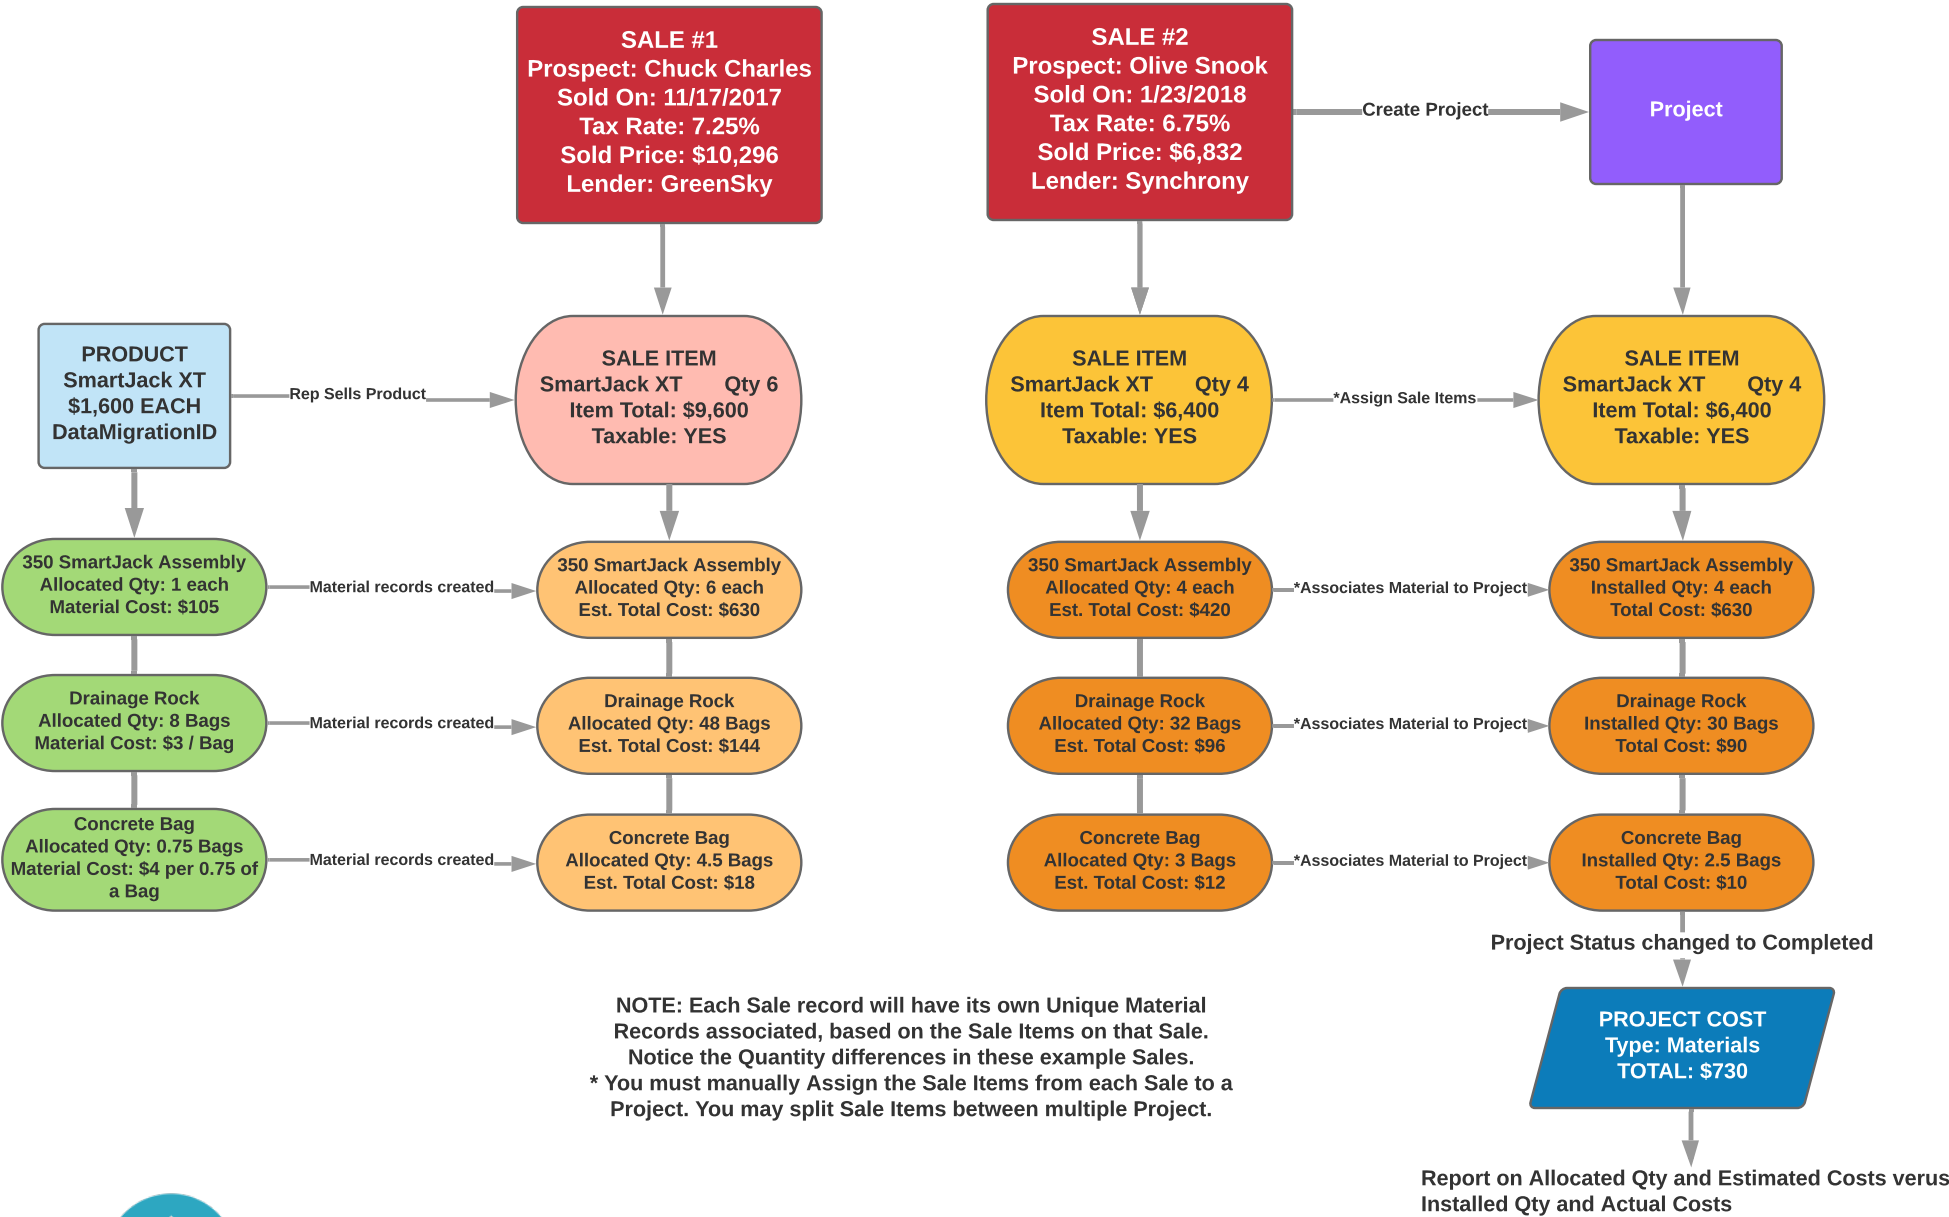 SALE #1
Prospect: Chuck Charles
Sold On: 11/17/2017
Tax Rate: 7.25%
Sold Price: $10,296
Lender: GreenSky
SALE #2
Prospect: Olive Snook
Sold On: 1/23/2018
Tax Rate: 6.75%
Sold Price: $6,832
Lender: Synchrony
Create Project
Project
PRODUCT
SmartJack XT
$1,600 EACH
DataMigrationID
Rep Sells Product
SALE ITEM
SmartJack XT Qty 6
Item Total: $9,600
Taxable: YES
SALE ITEM
SmartJack XT Qty 4
Item Total: $6,400
Taxable: YES
*Assign Sale Items
SALE ITEM
SmartJack XT Qty 4
Item Total: $6,400
Taxable: YES
350 SmartJack Assembly
Allocated Qty: 1 each
Material Cost: $105
Material records created
350 SmartJack Assembly
Allocated Qty: 6 each
Est. Total Cost: $630
350 SmartJack Assembly
Allocated Qty: 4 each
Est. Total Cost: $420
*Associates Material to Project
350 SmartJack Assembly
Installed Qty: 4 each
Total Cost: $630
Drainage Rock
Allocated Qty: 8 Bags
Material Cost: $3 / Bag
Material records created
Drainage Rock
Allocated Qty: 48 Bags
Est. Total Cost: $144
Drainage Rock
Allocated Qty: 32 Bags
Est. Total Cost: $96
*Associates Material to Project
Drainage Rock
Installed Qty: 30 Bags
Total Cost: $90
Concrete Bag
Allocated Qty: 0.75 Bags
Material Cost: $4 per 0.75 of
a Bag
Material records created
Concrete Bag
Allocated Qty: 4.5 Bags
Est. Total Cost: $18
Concrete Bag
Allocated Qty: 3 Bags
Est. Total Cost: $12
*Associates Material to Project
Concrete Bag
Installed Qty: 2.5 Bags
Total Cost: $10
Project Status changed to Completed
NOTE: Each Sale record will have its own Unique Material
Records associated, based on the Sale Items on that Sale.
Notice the Quantity differences in these example Sales.
* You must manually Assign the Sale Items from each Sale to a
Project. You may split Sale Items between multiple Project.
PROJECT COST
Type: Materials
TOTAL: $730
Report on Allocated Qty and Estimated Costs verus
Installed Qty and Actual Costs